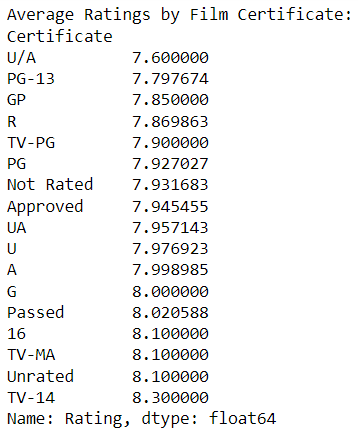 Average Ratings by Film Certificate:
Certificate
U/A          7.600000
PG-13        7.797674
GP           7.850000
R            7.869863
TV-PG        7.900000
PG           7.927027
Not Rated    7.931683
Approved     7.945455
UA           7.957143
U            7.976923
A            7.998985
G            8.000000
Passed       8.020588
16           8.100000
TV-MA        8.100000
Unrated      8.100000
TV-14        8.300000
Name: Rating, dtype: float64